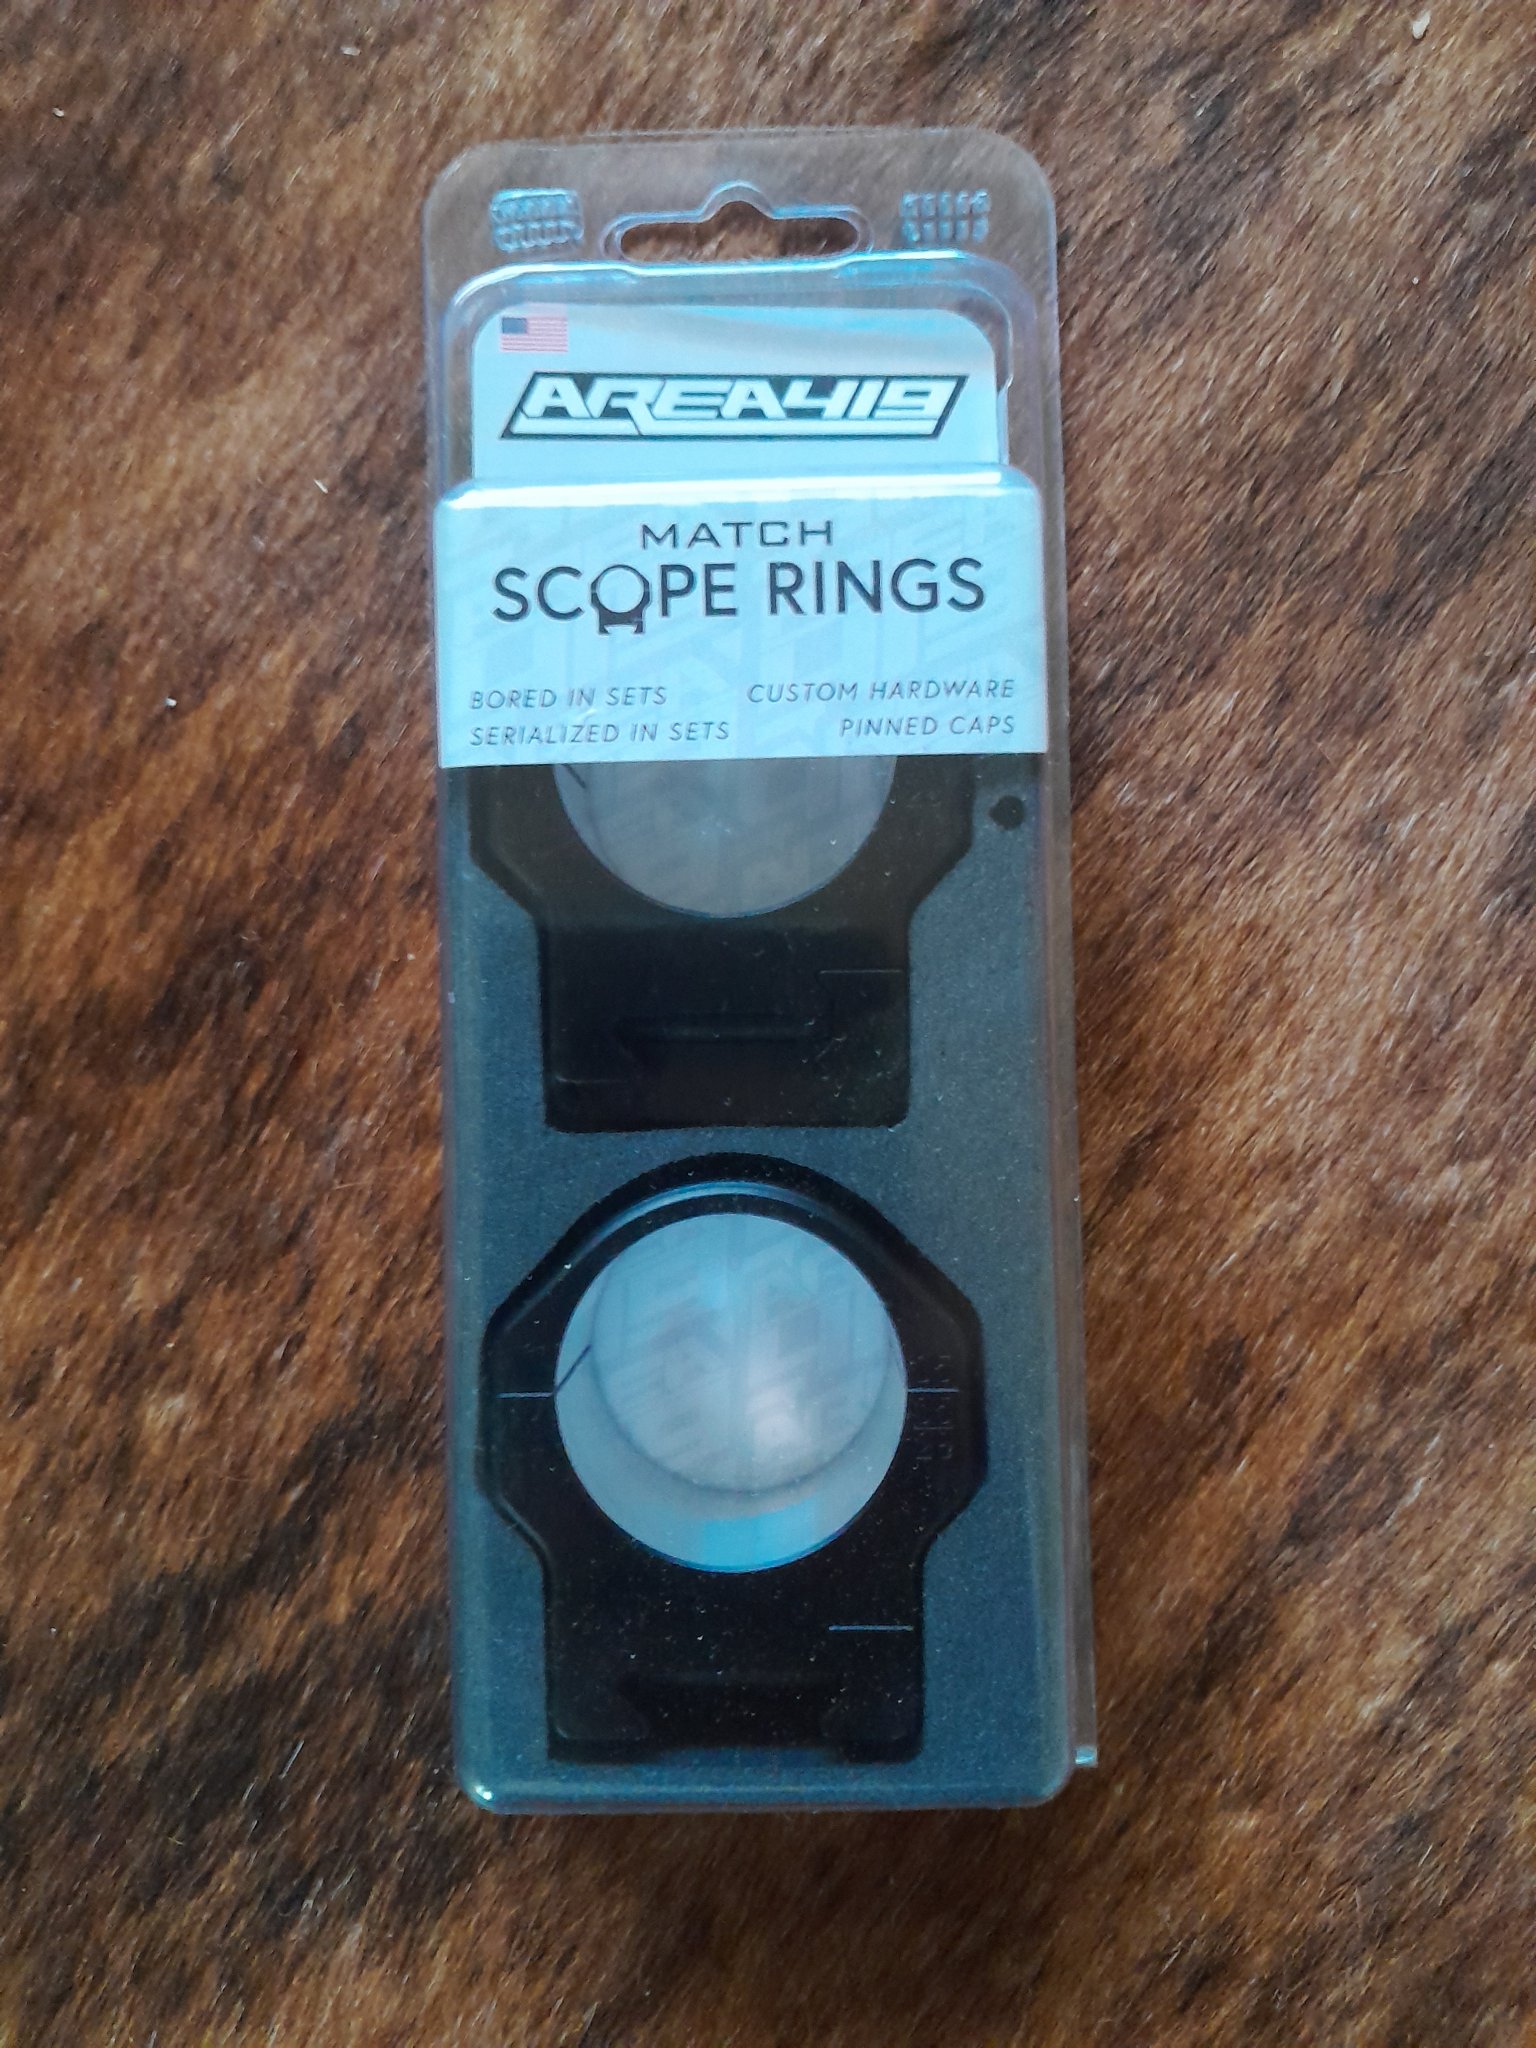 AREA419
MATCH
SCOPE RINGS
BORED IN SETS
SERIALIZED IN SETS
CUSTOM HARDWARE
PINNED CAPS